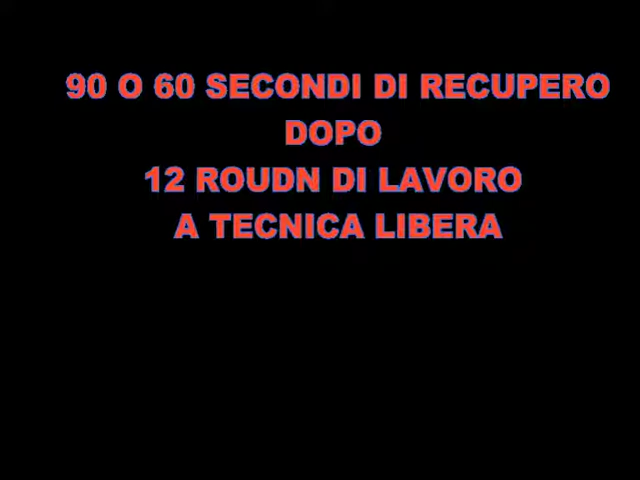 90 O 60 SECONDI DI RECUPERO
DOPO
12 ROUDN DI LAVORO
A TECNICA LIBERA